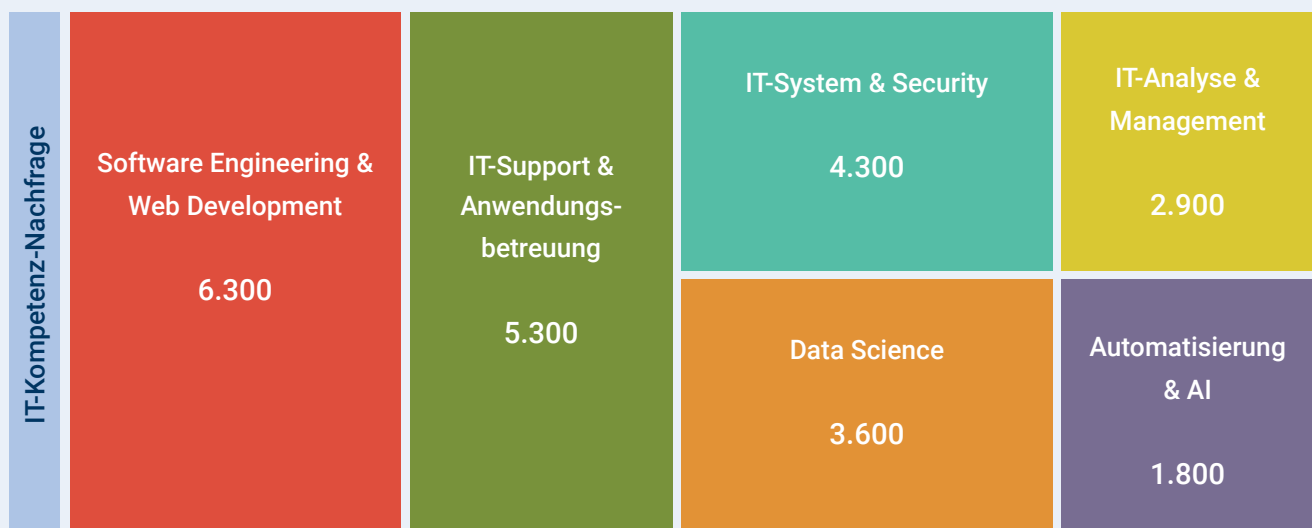 IT-Kompetenz-Nachfrage
Software Engineering &
Web Development
6.300
IT-Support &
Anwendungs-
betreuung
5.300
IT-System & Security
4.300
IT-Analyse &
Management
2.900
Data Science
3.600
Automatisierung
& AI
1.800